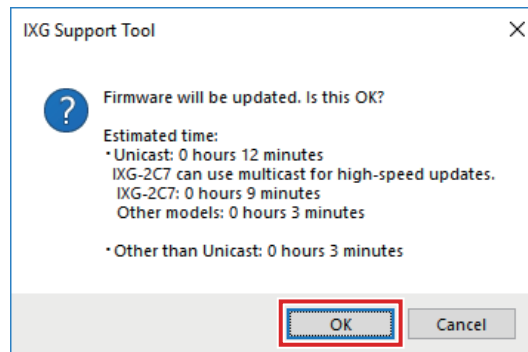 IXG Support Tool
Firmware will be updated. Is this OK?
Estimated time:
・Unicast: 0 hours 12 minutes
IXG-2C7 can use multicast for high-speed updates.
IXG-2C7: 0 hours 9 minutes
Other models: 0 hours 3 minutes
・Other than Unicast: 0 hours 3 minutes
OK
Cancel